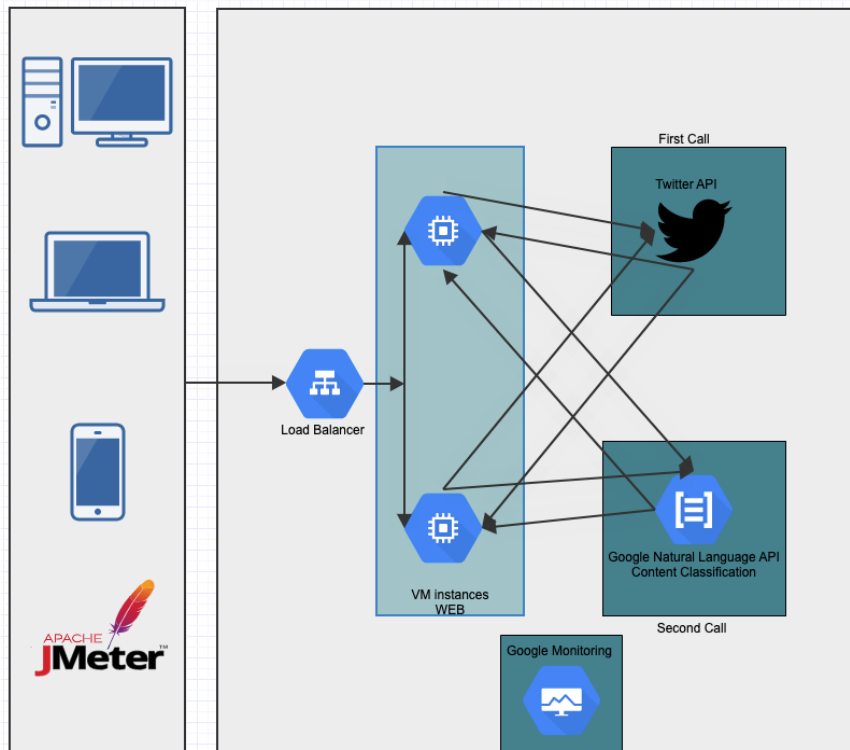 First Call
Twitter API
Load Balancer
Google Natural Language API
Content Classification
VM instances
WEB
Second Call
APACHE
JMeter™
Google Monitoring